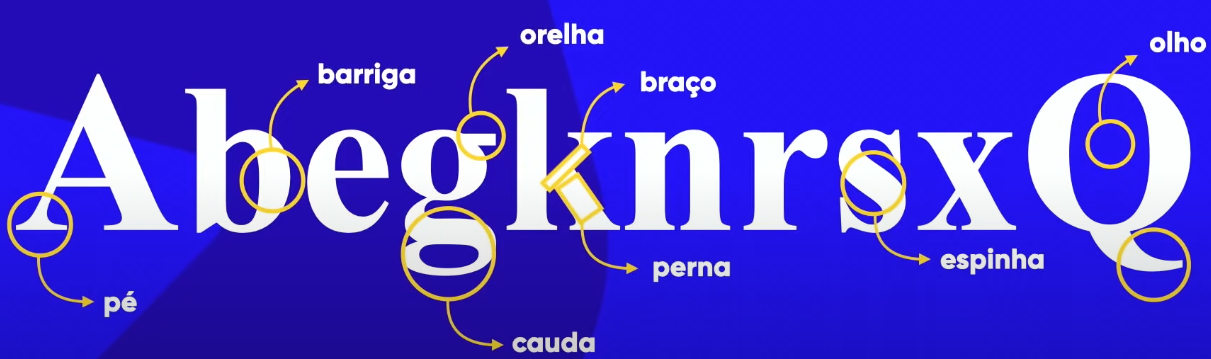 orelha
olho
barriga
braço
AbegknrsxQ
espinha
perna
pé
cauda